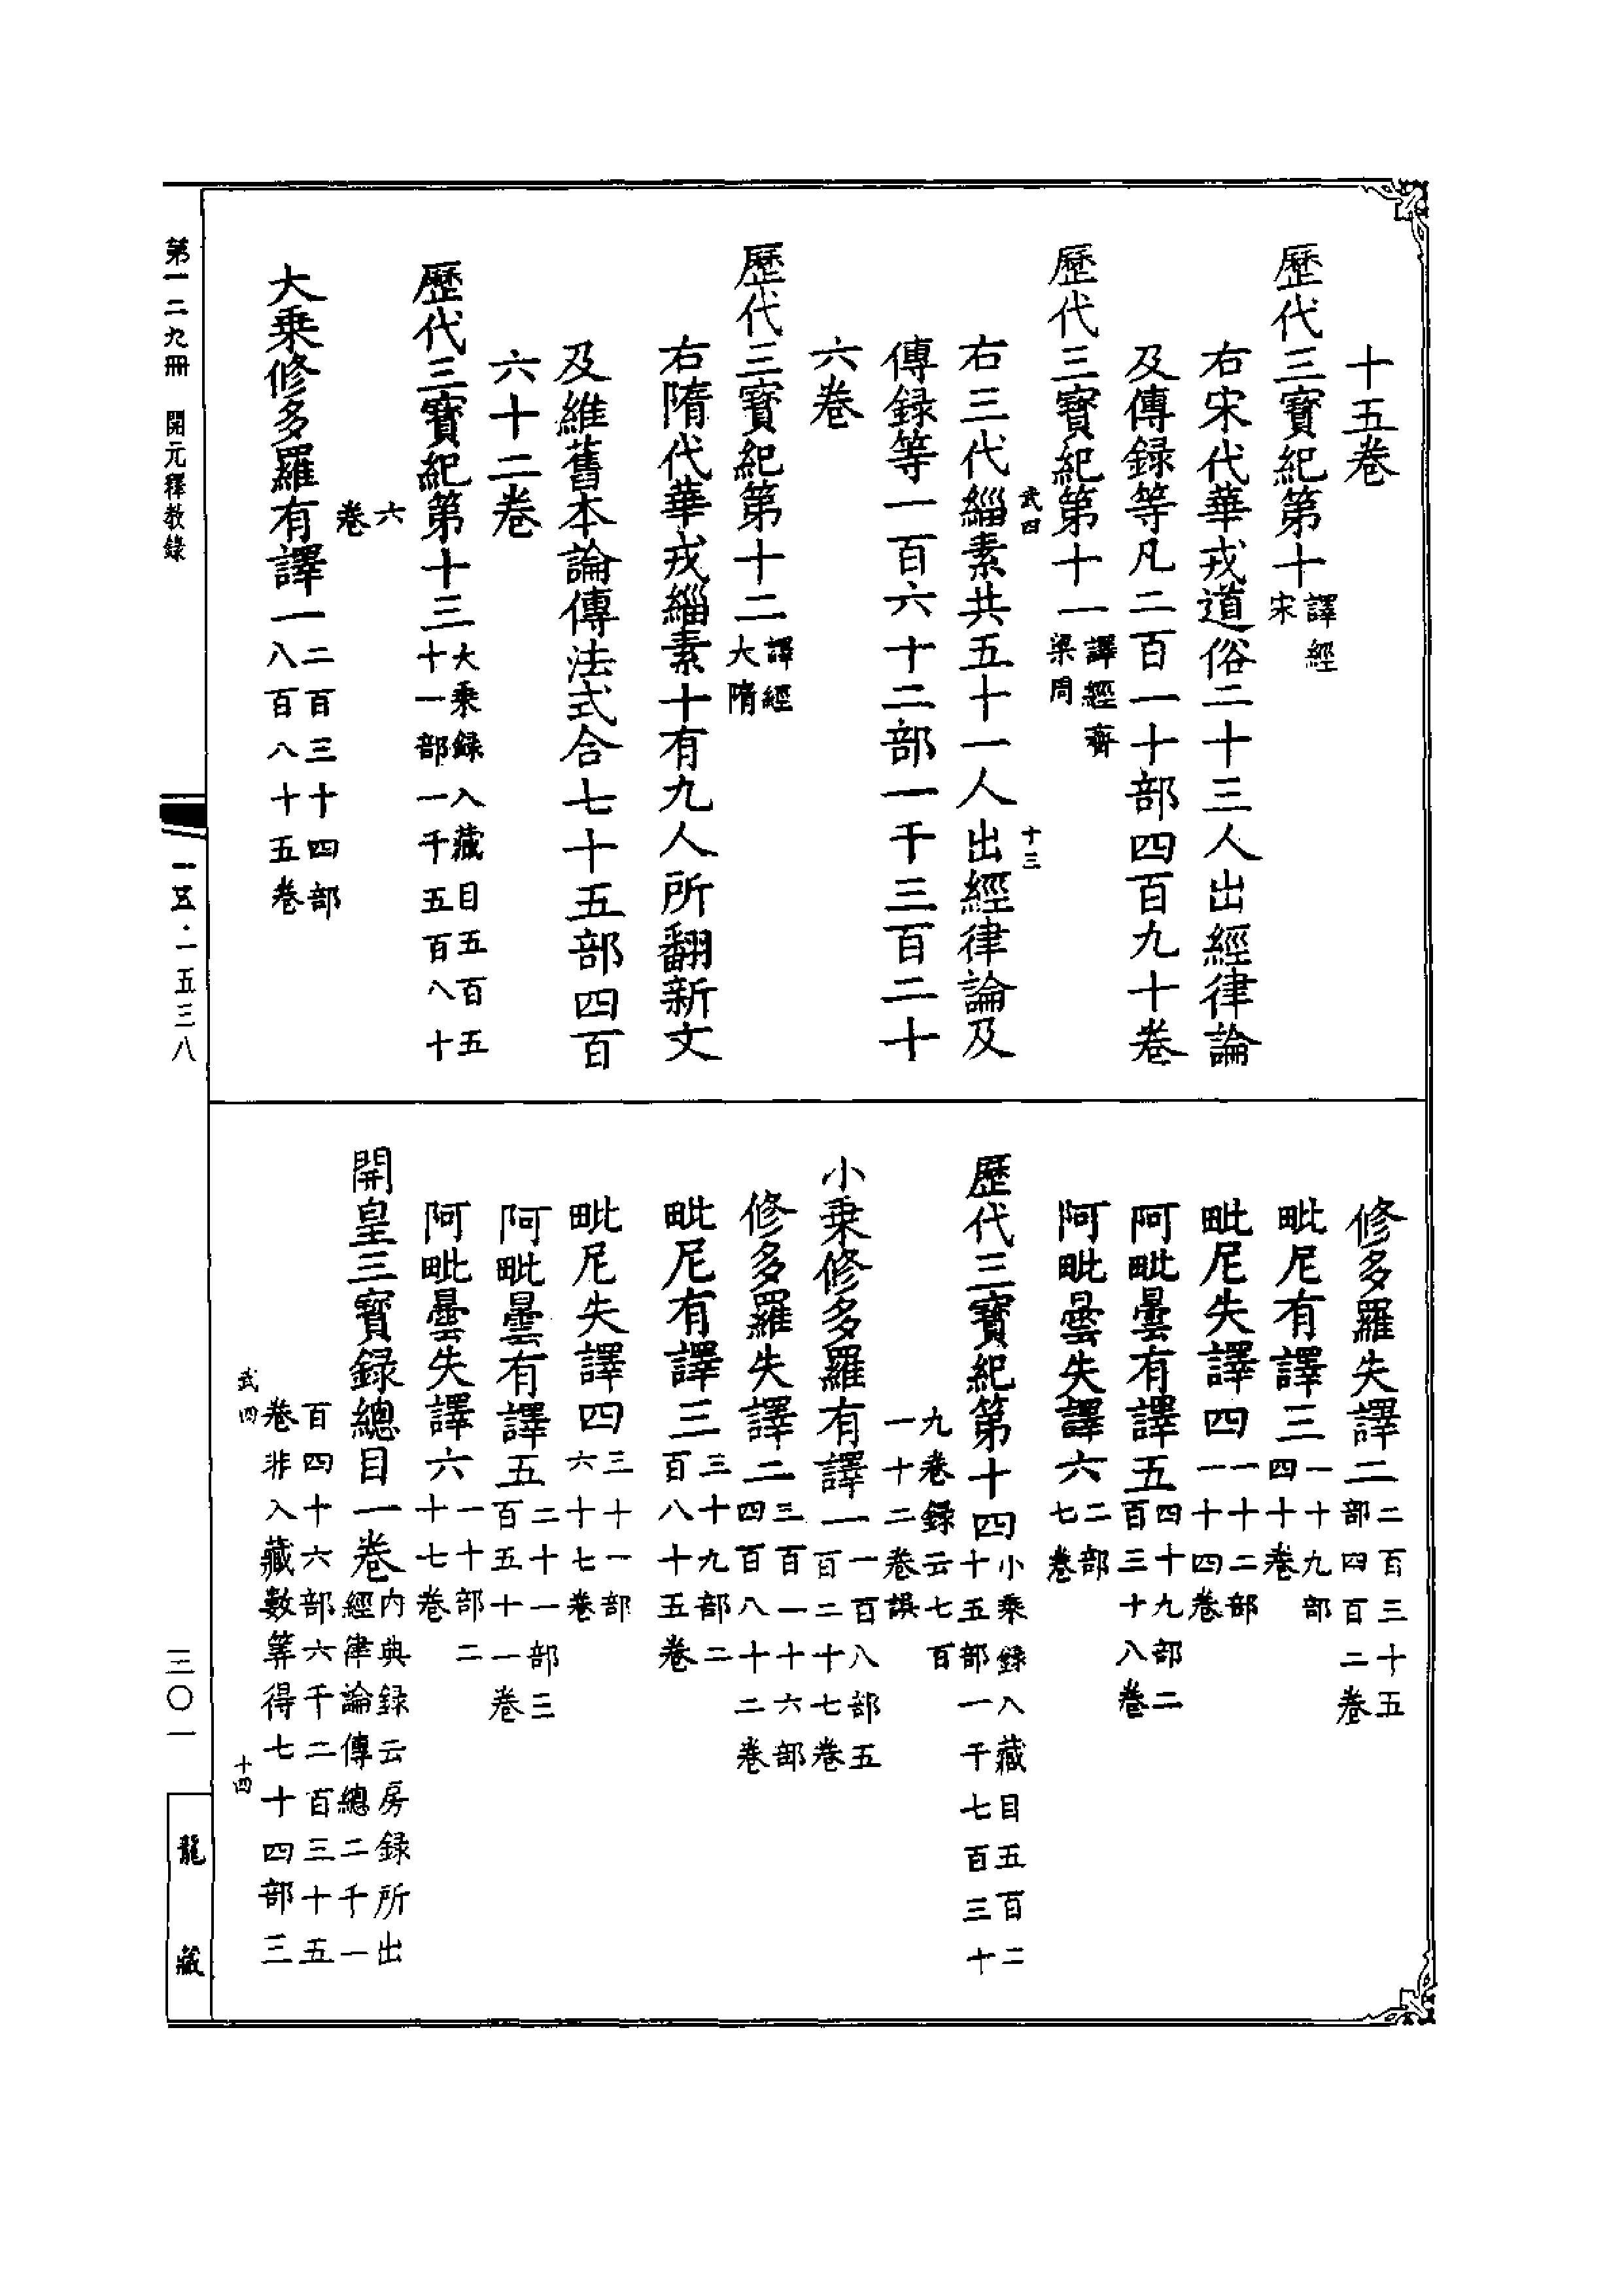 十五卷
歷代三寶紀第十譯經宋
右宋代華戎道俗二十三人出經律論
及傳録等凡二百一十部四百九十卷
歷代三寶紀第十一譯經齊梁周
武四
十三
右三代緇素共五十一人出經律論及
傳録等一百六十二部一千三百二十
六卷
歷代三寶紀第十二譯經大隋
右隋代華戎緇素十有九人所翻新文
及維舊本論傳法式合七十五部四百
六十二卷
歷代三寶紀第十三大乘録入藏目五百五十一部一千五百八十
六卷
大乘修多羅有譯一二百三十四部八百八十五卷
修多羅失譯二二百三十五部四百二卷
毗尼有譯三一十九部四十卷
毗尼失譯四一十二部一十四卷
阿毗曇有譯五四十九部二百三十八卷
阿毗曇失譯六二部七卷
歷代三寶紀第十四小乘録入藏目五百二十五部一千七百三十
九卷録云七百一十二卷誤
小乘修多羅有譯一一百八部五百二十七卷
修多羅失譯二三百一十六部四百八十二卷
毗尼有譯三三十九部二百八十五卷
毗尼失譯四三十一部六十七卷
阿毗曇有譯五二十一部三百五十一卷
阿毗曇失譯六一十部二十七卷
開皇三寶録總目一卷內典録云房録所出經律論傳總二千一
百四十六部六千二百三十五卷非入藏數筭得七十四部三
武四
十四
第一二九冊 開元釋教錄
一五·一五三八
三〇一
龍藏